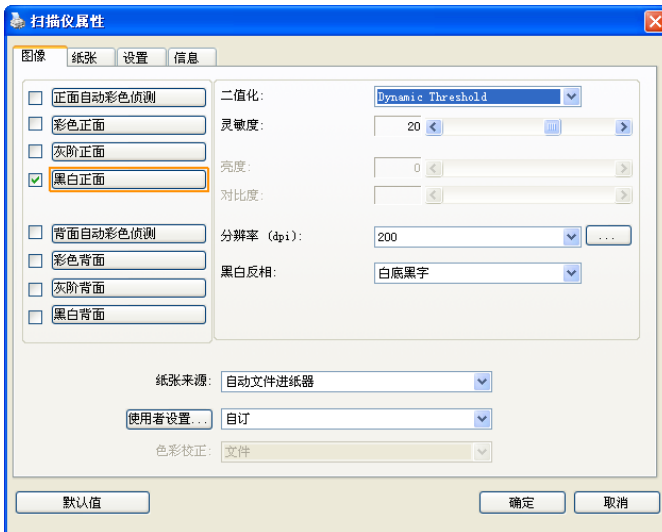 扫描仪属性
图像 纸张 设置 信息
正面自动彩色侦测
彩色正面
灰阶正面
黑白正面
背面自动彩色侦测
彩色背面
灰阶背面
黑白背面
二值化: Dynamic Threshold
灵敏度: 20
亮度: 0
对比度:
分辨率 (dpi): 200 ...
黑白反相: 白底黑字
纸张来源: 自动文件进纸器
使用者设置... 自订
色彩校正: 文件
默认值 确定 取消